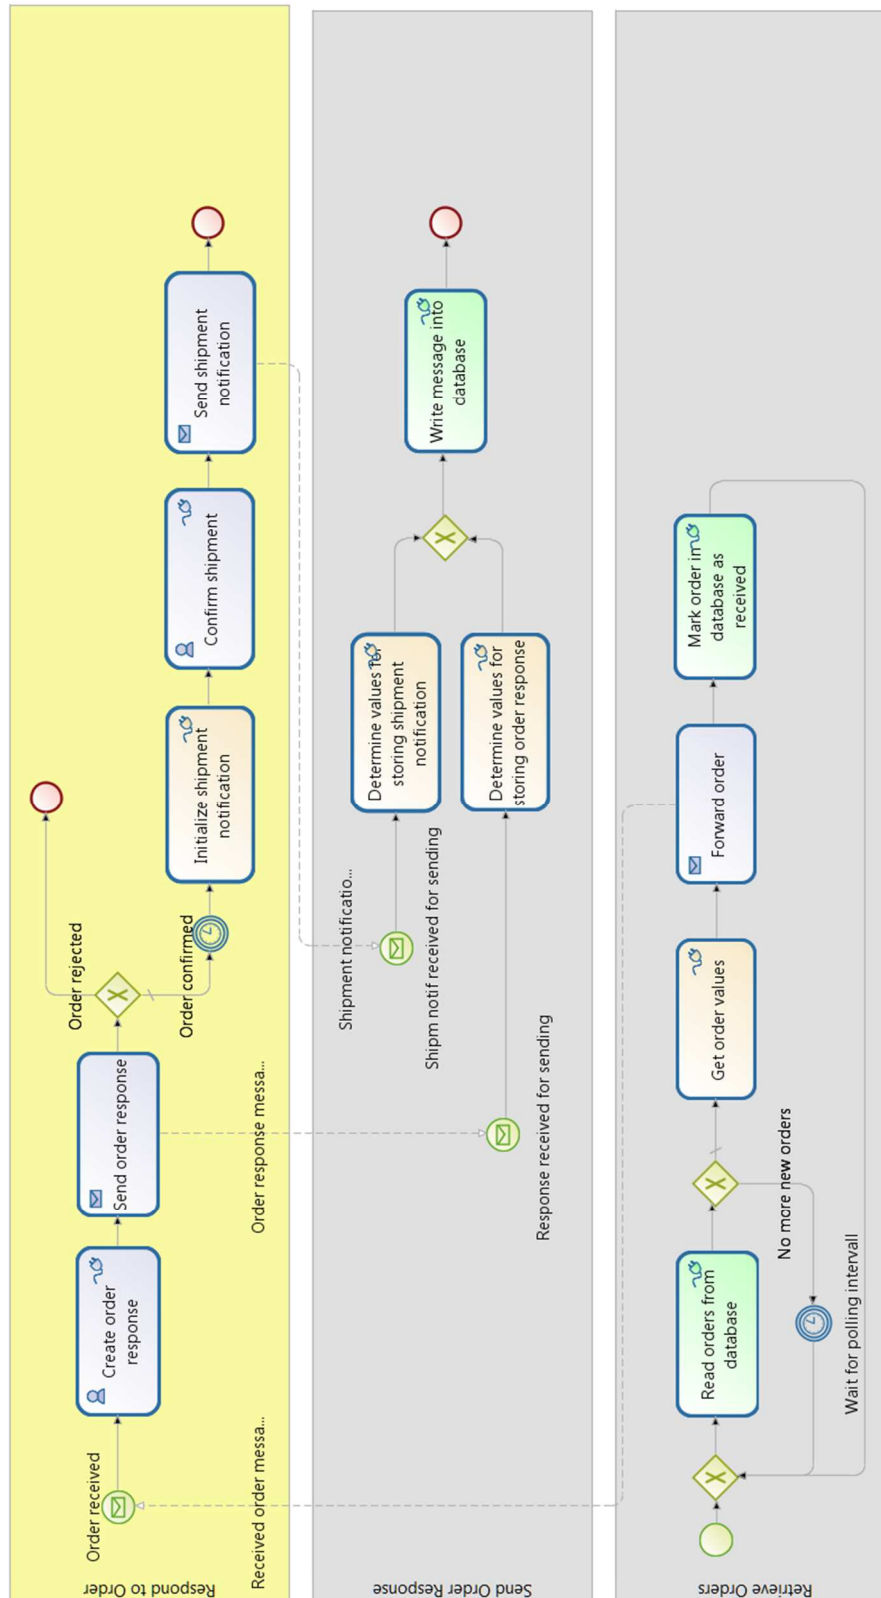 Respond to Order
Order received
Received order messa...
Create order
response
Send order response
Order response messa...
Order rejected
Order confirmed
Initialize shipment
notification
Confirm shipment
Send shipment
notification
Send Order Response
Shipment notificatio...
Shipm notif received for sending
Response received for sending
Determine values for
storing shipment
notification
Determine values for
storing order response
Write message into
database
Retrieve Orders
Read orders from
database
No more new orders
Wait for polling intervall
Get order values
Forward order
Mark order in
database as
received